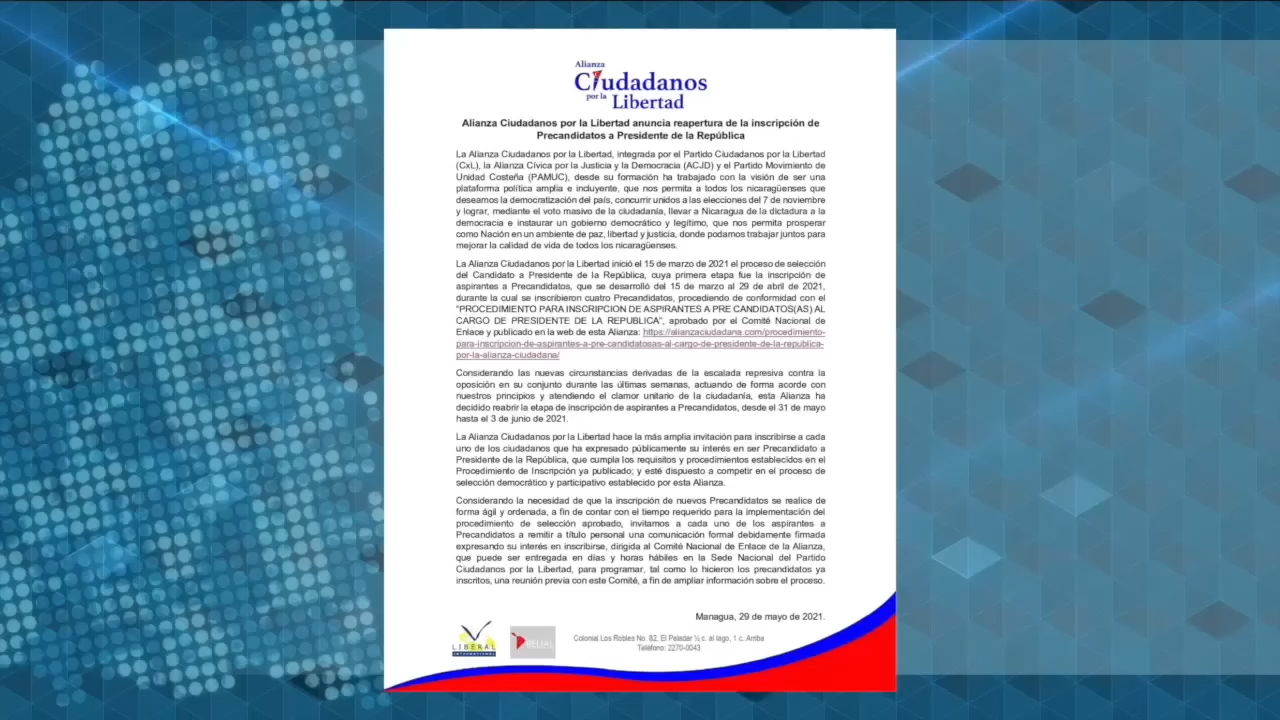 Alianza
Ciudadanos
por la Libertad
Alianza Ciudadanos por la Libertad anuncia reapertura de la inscripción de
Precandidatos a Presidente de la República
La Alianza Ciudadanos por la Libertad, integrada por el Partido Ciudadanos por la Libertad
(CxL), la Alianza Cívica por la Justicia y la Democracia (ACJD) y el Partido Movimiento de
Unidad Costeña (PAMUC), desde su formación ha trabajado con la visión de ser una
plataforma política amplia e incluyente, que nos permita a todos los nicaragüenses que
deseamos la democratización del país, concurrir unidos a las elecciones del 7 de noviembre
y lograr, mediante el voto masivo de la ciudadanía, llevar a Nicaragua de la dictadura a la
democracia e instaurar un gobierno democrático y legítimo, que nos permita prosperar
como Nación en un ambiente de paz, libertad y justicia, donde podamos trabajar juntos para
mejorar la calidad de vida de todos los nicaragüenses.
La Alianza Ciudadanos por la Libertad inició el 15 de marzo de 2021 el proceso de selección
del Candidato a Presidente de la República, cuya primera etapa fue la inscripción de
aspirantes a Precandidatos, que se desarrolló del 15 de marzo al 29 de abril de 2021,
durante la cual se inscribieron cuatro Precandidatos, procediendo de conformidad con el
"PROCEDIMIENTO PARA INSCRIPCION DE ASPIRANTES A PRE CANDIDATOS(AS) AL
CARGO DE PRESIDENTE DE LA REPUBLICA", aprobado por el Comité Nacional de
Enlace y publicado en la web de esta Alianza: https://alianzaciudadana.com/procedimiento-
para-inscripcion-de-aspirantes-a-pre-candidatosas-al-cargo-de-presidente-de-la-republica-
por-la-alianza-ciudadana/
Considerando las nuevas circunstancias derivadas de la escalada represiva contra la
oposición en su conjunto durante las últimas semanas, actuando de forma acorde con
nuestros principios y atendiendo el clamor unitario de la ciudadanía, esta Alianza ha
decidido reabrir la etapa de inscripción de aspirantes a Precandidatos, desde el 31 de mayo
hasta el 3 de junio de 2021.
La Alianza Ciudadanos por la Libertad hace la más amplia invitación para inscribirse a cada
uno de los ciudadanos que ha expresado públicamente su interés en ser Precandidato a
Presidente de la República, que cumpla los requisitos y procedimientos establecidos en el
Procedimiento de Inscripción ya publicado; y esté dispuesto a competir en el proceso de
selección democrático y participativo establecido por esta Alianza.
Considerando la necesidad de que la inscripción de nuevos Precandidatos se realice de
forma ágil y ordenada, a fin de contar con el tiempo requerido para la implementación del
procedimiento de selección aprobado, invitamos a cada uno de los aspirantes a
Precandidatos a remitir a título personal una comunicación formal debidamente firmada
expresando su interés en inscribirse, dirigida al Comité Nacional de Enlace de la Alianza,
que puede ser entregada en días y horas hábiles en la Sede Nacional del Partido
Ciudadanos por la Libertad, para programar, tal como lo hicieron los precandidatos ya
inscritos, una reunión previa con este Comité, a fin de ampliar información sobre el proceso.
Managua, 29 de mayo de 2021.
LIBERAL
INTERNATIONAL
RELIAL
Colonial Los Robles No. 82, El Paladar ½ c. al lago, 1 c. Arriba
Teléfono: 2270-0043